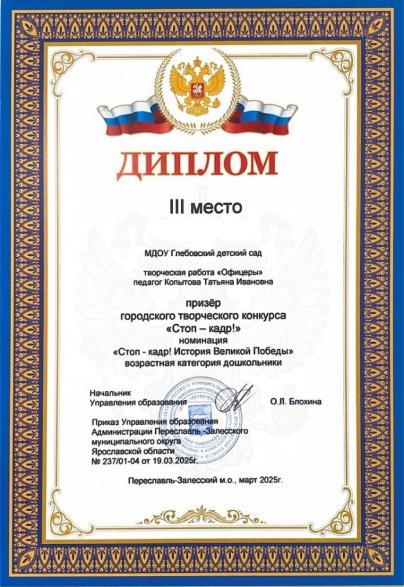 ДИПЛОМ
III место
МДОУ Глебовский детский сад
творческая работа «Офицеры»
педагог Копытова Татьяна Ивановна
призёр
городского творческого конкурса
«Стоп – кадр!»
номинация
«Стоп - кадр! История Великой Победы»
возрастная категория дошкольники
Начальник
Управления образования
О.Л. Блохина
Приказ Управления образования
Администрации Переславль-Залесского
муниципального округа
Ярославской области
№ 237/01-04 от 19.03.2025г.
Переславль-Залесский м.о., март 2025г.